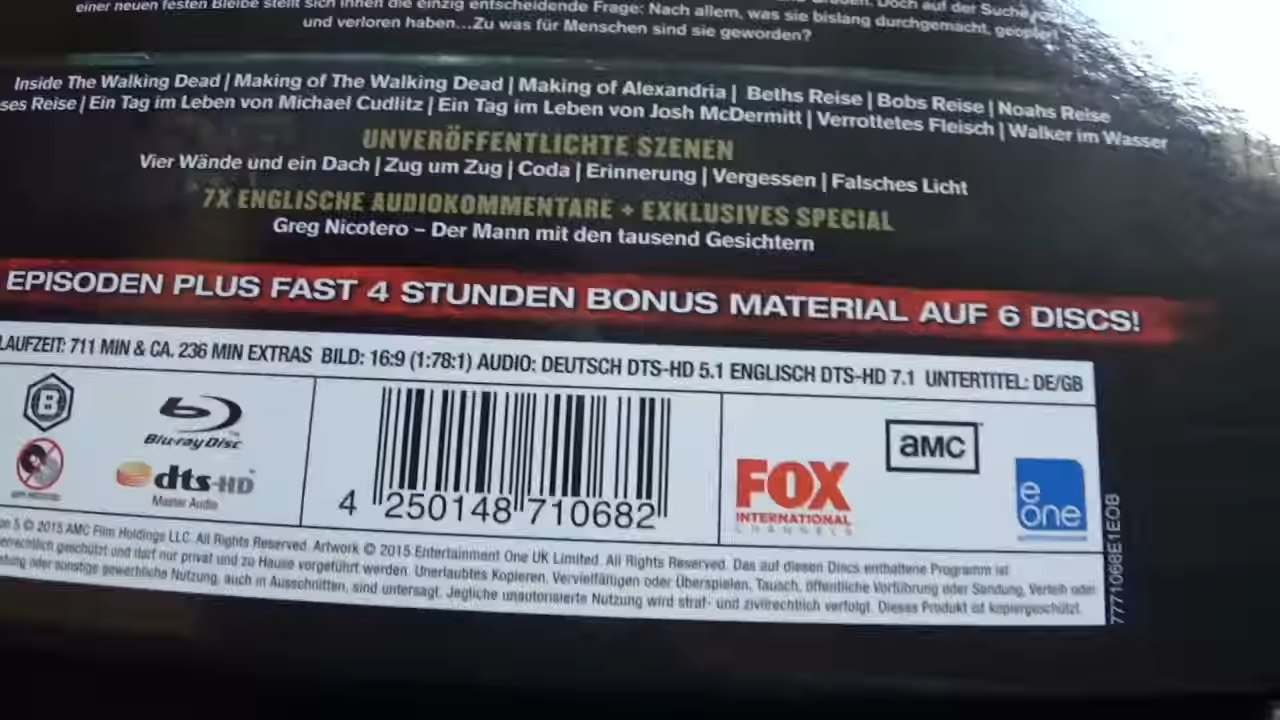 einer neuen festen Bleibe stellt sich ihnen die einzig entscheidende Frage: Nach allem, was sie bislang durchgemacht, geopfert
und verloren haben...Zu was für Menschen sind sie geworden?
Inside The Walking Dead | Making of The Walking Dead | Making of Alexandria | Beths Reise | Bobs Reise | Noahs Reise
ses Reise | Ein Tag im Leben von Michael Cudlitz | Ein Tag im Leben von Josh McDermitt | Verrottetes Fleisch | Walker im Wasser
UNVERÖFFENTLICHTE SZENEN
Vier Wände und ein Dach | Zug um Zug | Coda | Erinnerung | Vergessen | Falsches Licht
7X ENGLISCHE AUDIOKOMMENTARE + EXKLUSIVES SPECIAL
Greg Nicotero – Der Mann mit den tausend Gesichtern
EPISODEN PLUS FAST 4 STUNDEN BONUS MATERIAL AUF 6 DISCS!
LAUFZEIT: 711 MIN & CA. 236 MIN EXTRAS BILD: 16:9 (1:78:1) AUDIO: DEUTSCH DTS-HD 5.1 ENGLISCH DTS-HD 7.1 UNTERTITEL: DE/GB
B
Blu-ray Disc
dts-HD
Master Audio
4 250148 710682
FOX
INTERNATIONAL
CHANNELS
aMC
e one
5 © 2015 AMC Film Holdings LLC. All Rights Reserved. Artwork © 2015 Entertainment One UK Limited. All Rights Reserved. Das auf diesen Discs enthaltene Programm ist
geschützt und darf nur privat und zu Hause vorgeführt werden. Unerlaubtes Kopieren, Vervielfältigen oder Überspielen, Tausch, öffentliche Vorführung oder Sendung, Verleih oder
oder sonstige gewerbliche Nutzung, auch in Ausschnitten, sind untersagt. Jegliche unautorisierte Nutzung wird straf- und zivilrechtlich verfolgt. Dieses Produkt ist kopiergeschützt.
7771068E1EOB